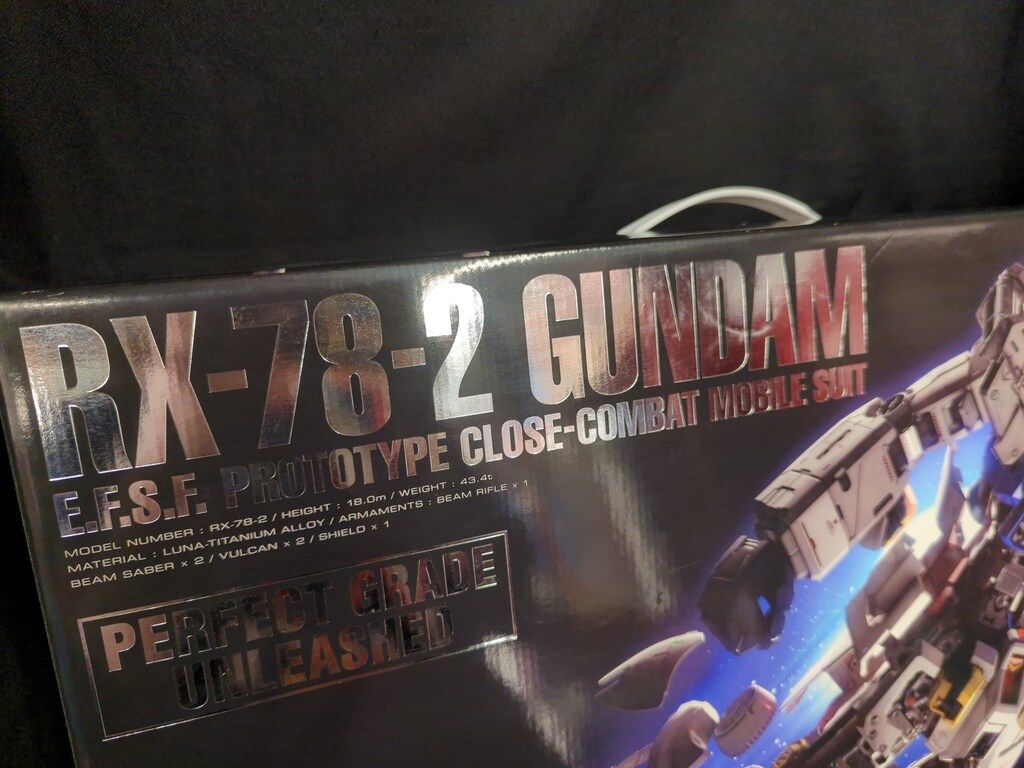 RX-78-2 GUNDAM
E.F.S.F. PROTOTYPE CLOSE-COMBAT MOBILE SUIT
MODEL NUMBER : RX-78-2 / HEIGHT : 18.0m / WEIGHT : 43.4t
MATERIAL : LUNA-TITANIUM ALLOY / ARMAMENTS : BEAM RIFLE × 1
BEAM SABER × 2 / VULCAN × 2 / SHIELD × 1
PERFECT GRADE
UNLEASHED